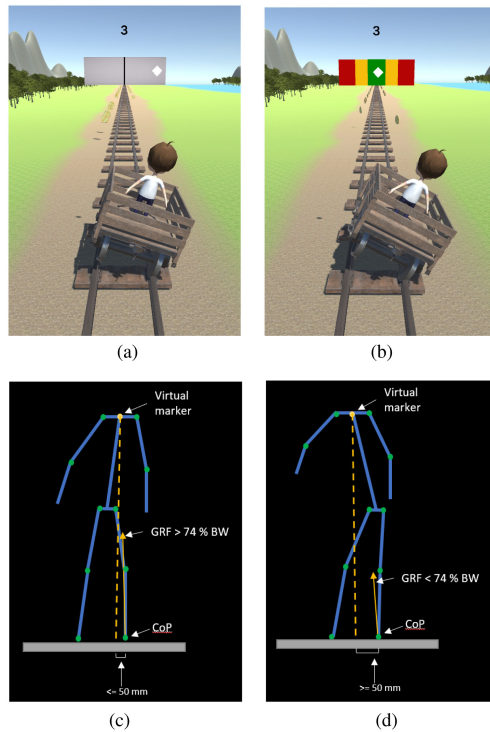 3
3
(a)
(b)
Virtual
marker
GRF > 74 % BW
CoP
<= 50 mm
Virtual
marker
GRF < 74 % BW
CoP
>= 50 mm
(c)
(d)